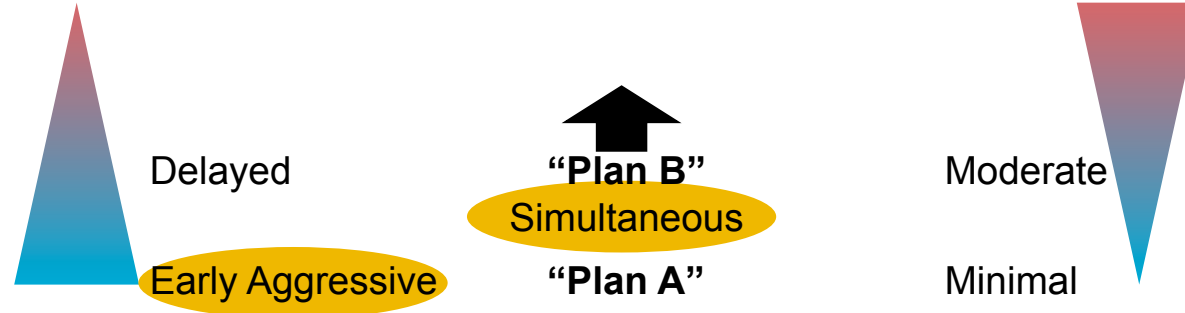 Delayed “Plan B” Moderate
Simultaneous
Early Aggressive “Plan A” Minimal